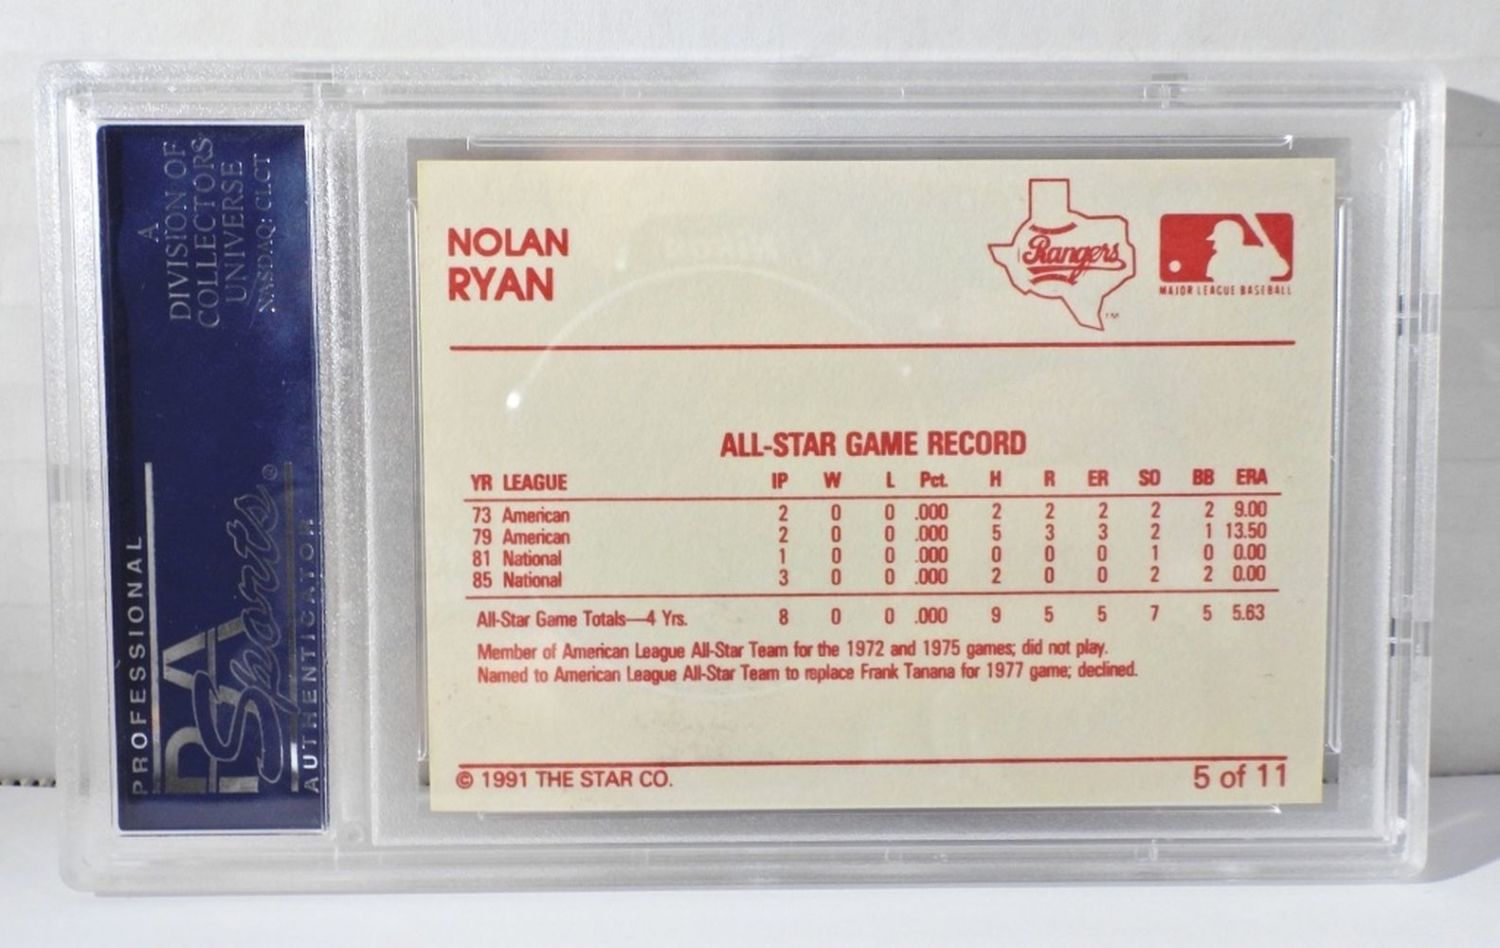 A
DIVISION OF
COLLECTORS
UNIVERSE
NASDAQ: CLCT
PROFESSIONAL
PSA
Sports®
AUTHENTICATOR
NOLAN
RYAN
Rangers
TM
MAJOR LEAGUE BASEBALL
ALL-STAR GAME RECORD
YR LEAGUE IP W L Pct. H R ER SO BB ERA
73 American 2 0 0 .000 2 2 2 2 2 9.00
79 American 2 0 0 .000 5 3 3 2 1 13.50
81 National 1 0 0 .000 0 0 0 1 0 0.00
85 National 3 0 0 .000 2 0 0 2 2 0.00
All-Star Game Totals—4 Yrs. 8 0 0 .000 9 5 5 7 5 5.63
Member of American League All-Star Team for the 1972 and 1975 games; did not play.
Named to American League All-Star Team to replace Frank Tanana for 1977 game; declined.
© 1991 THE STAR CO. 5 of 11